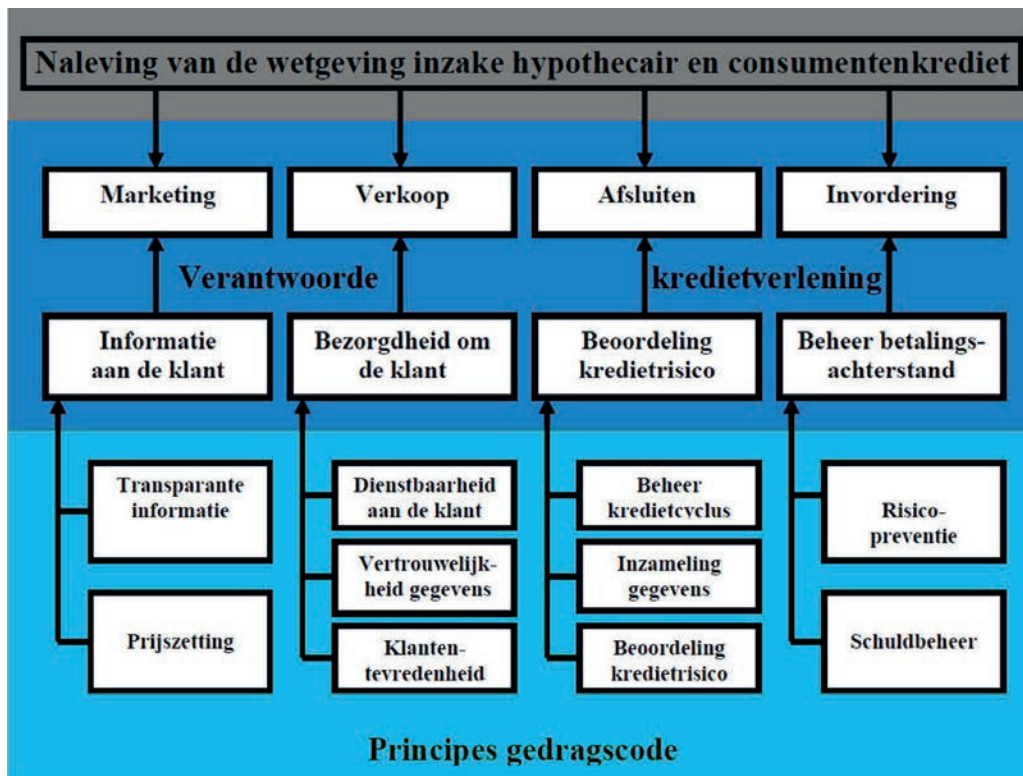 Naleving van de wetgeving inzake hypothecair en consumentenkrediet
Marketing
Verkoop
Afsluiten
Invordering
Verantwoorde kredietverlening
Informatie
aan de klant
Bezorgdheid om
de klant
Beoordeling
kredietrisico
Beheer betalings-
achterstand
Transparante
informatie
Prijszetting
Dienstbaarheid
aan de klant
Vertrouwelijk-
heid gegevens
Klanten-
tevredenheid
Beheer
kredietcyclus
Inzameling
gegevens
Beoordeling
kredietrisico
Risico-
preventie
Schuldbeheer
Principes gedragscode